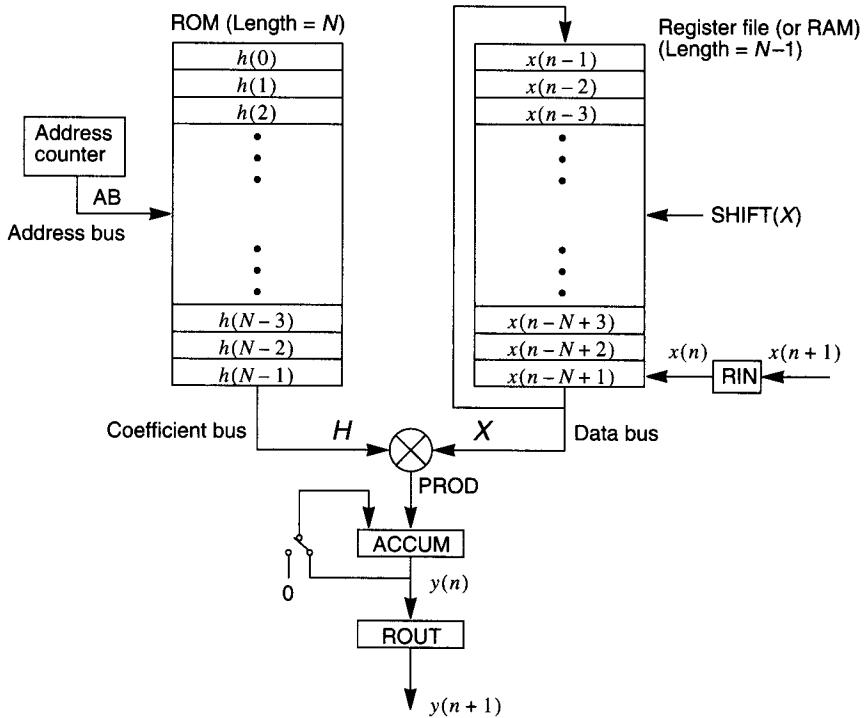 ROM (Length = N)
h(0)
h(1)
h(2)
h(N − 3)
h(N − 2)
h(N − 1)
Address
counter
AB
Address bus
Register file (or RAM)
(Length = N−1)
x(n − 1)
x(n − 2)
x(n − 3)
x(n − N + 3)
x(n − N + 2)
x(n − N + 1)
SHIFT(X)
x(n)
RIN
x(n + 1)
Coefficient bus
H
X
Data bus
PROD
ACCUM
0
y(n)
ROUT
y(n + 1)